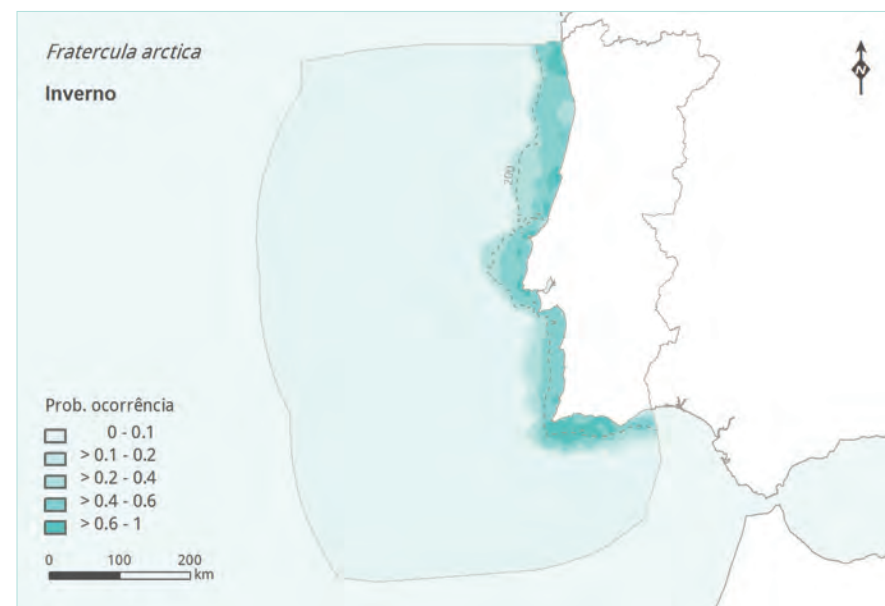 Fratercula arctica
Inverno
N
200
Prob. ocorrência
0 - 0.1
> 0.1 - 0.2
> 0.2 - 0.4
> 0.4 - 0.6
> 0.6 - 1
0 100 200
km